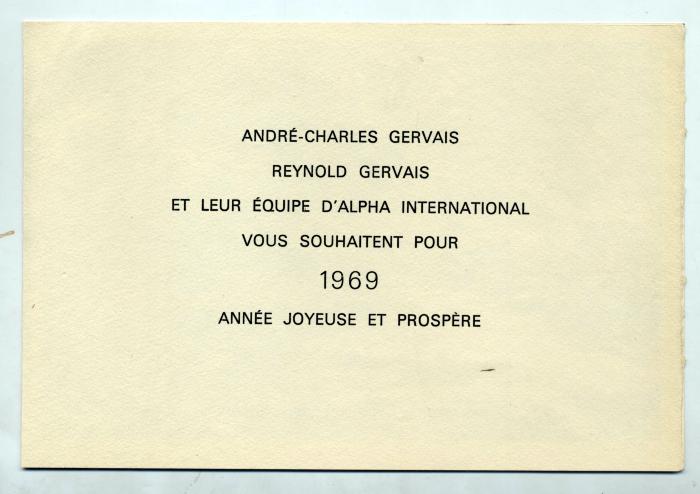 ANDRÉ-CHARLES GERVAIS
REYNOLD GERVAIS
ET LEUR ÉQUIPE D'ALPHA INTERNATIONAL
VOUS SOUHAITENT POUR
1969
ANNÉE JOYEUSE ET PROSPÈRE